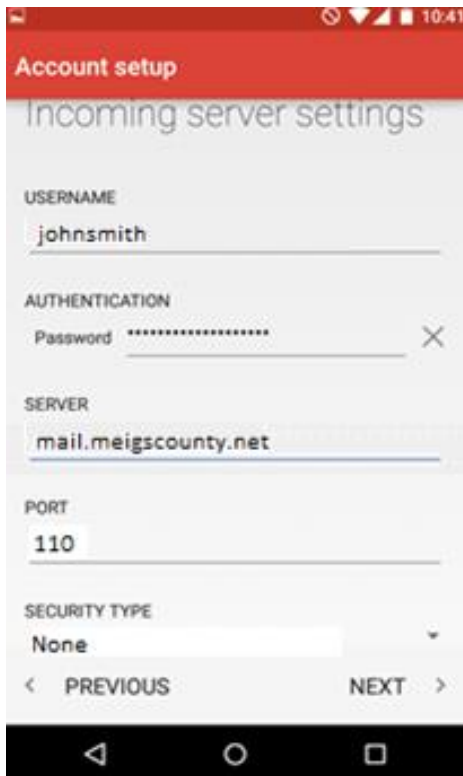 10:41
Account setup
Incoming server settings
USERNAME
johnsmith
AUTHENTICATION
Password •••••••••••••••••••
SERVER
mail.meigscounty.net
PORT
110
SECURITY TYPE
None
PREVIOUS NEXT